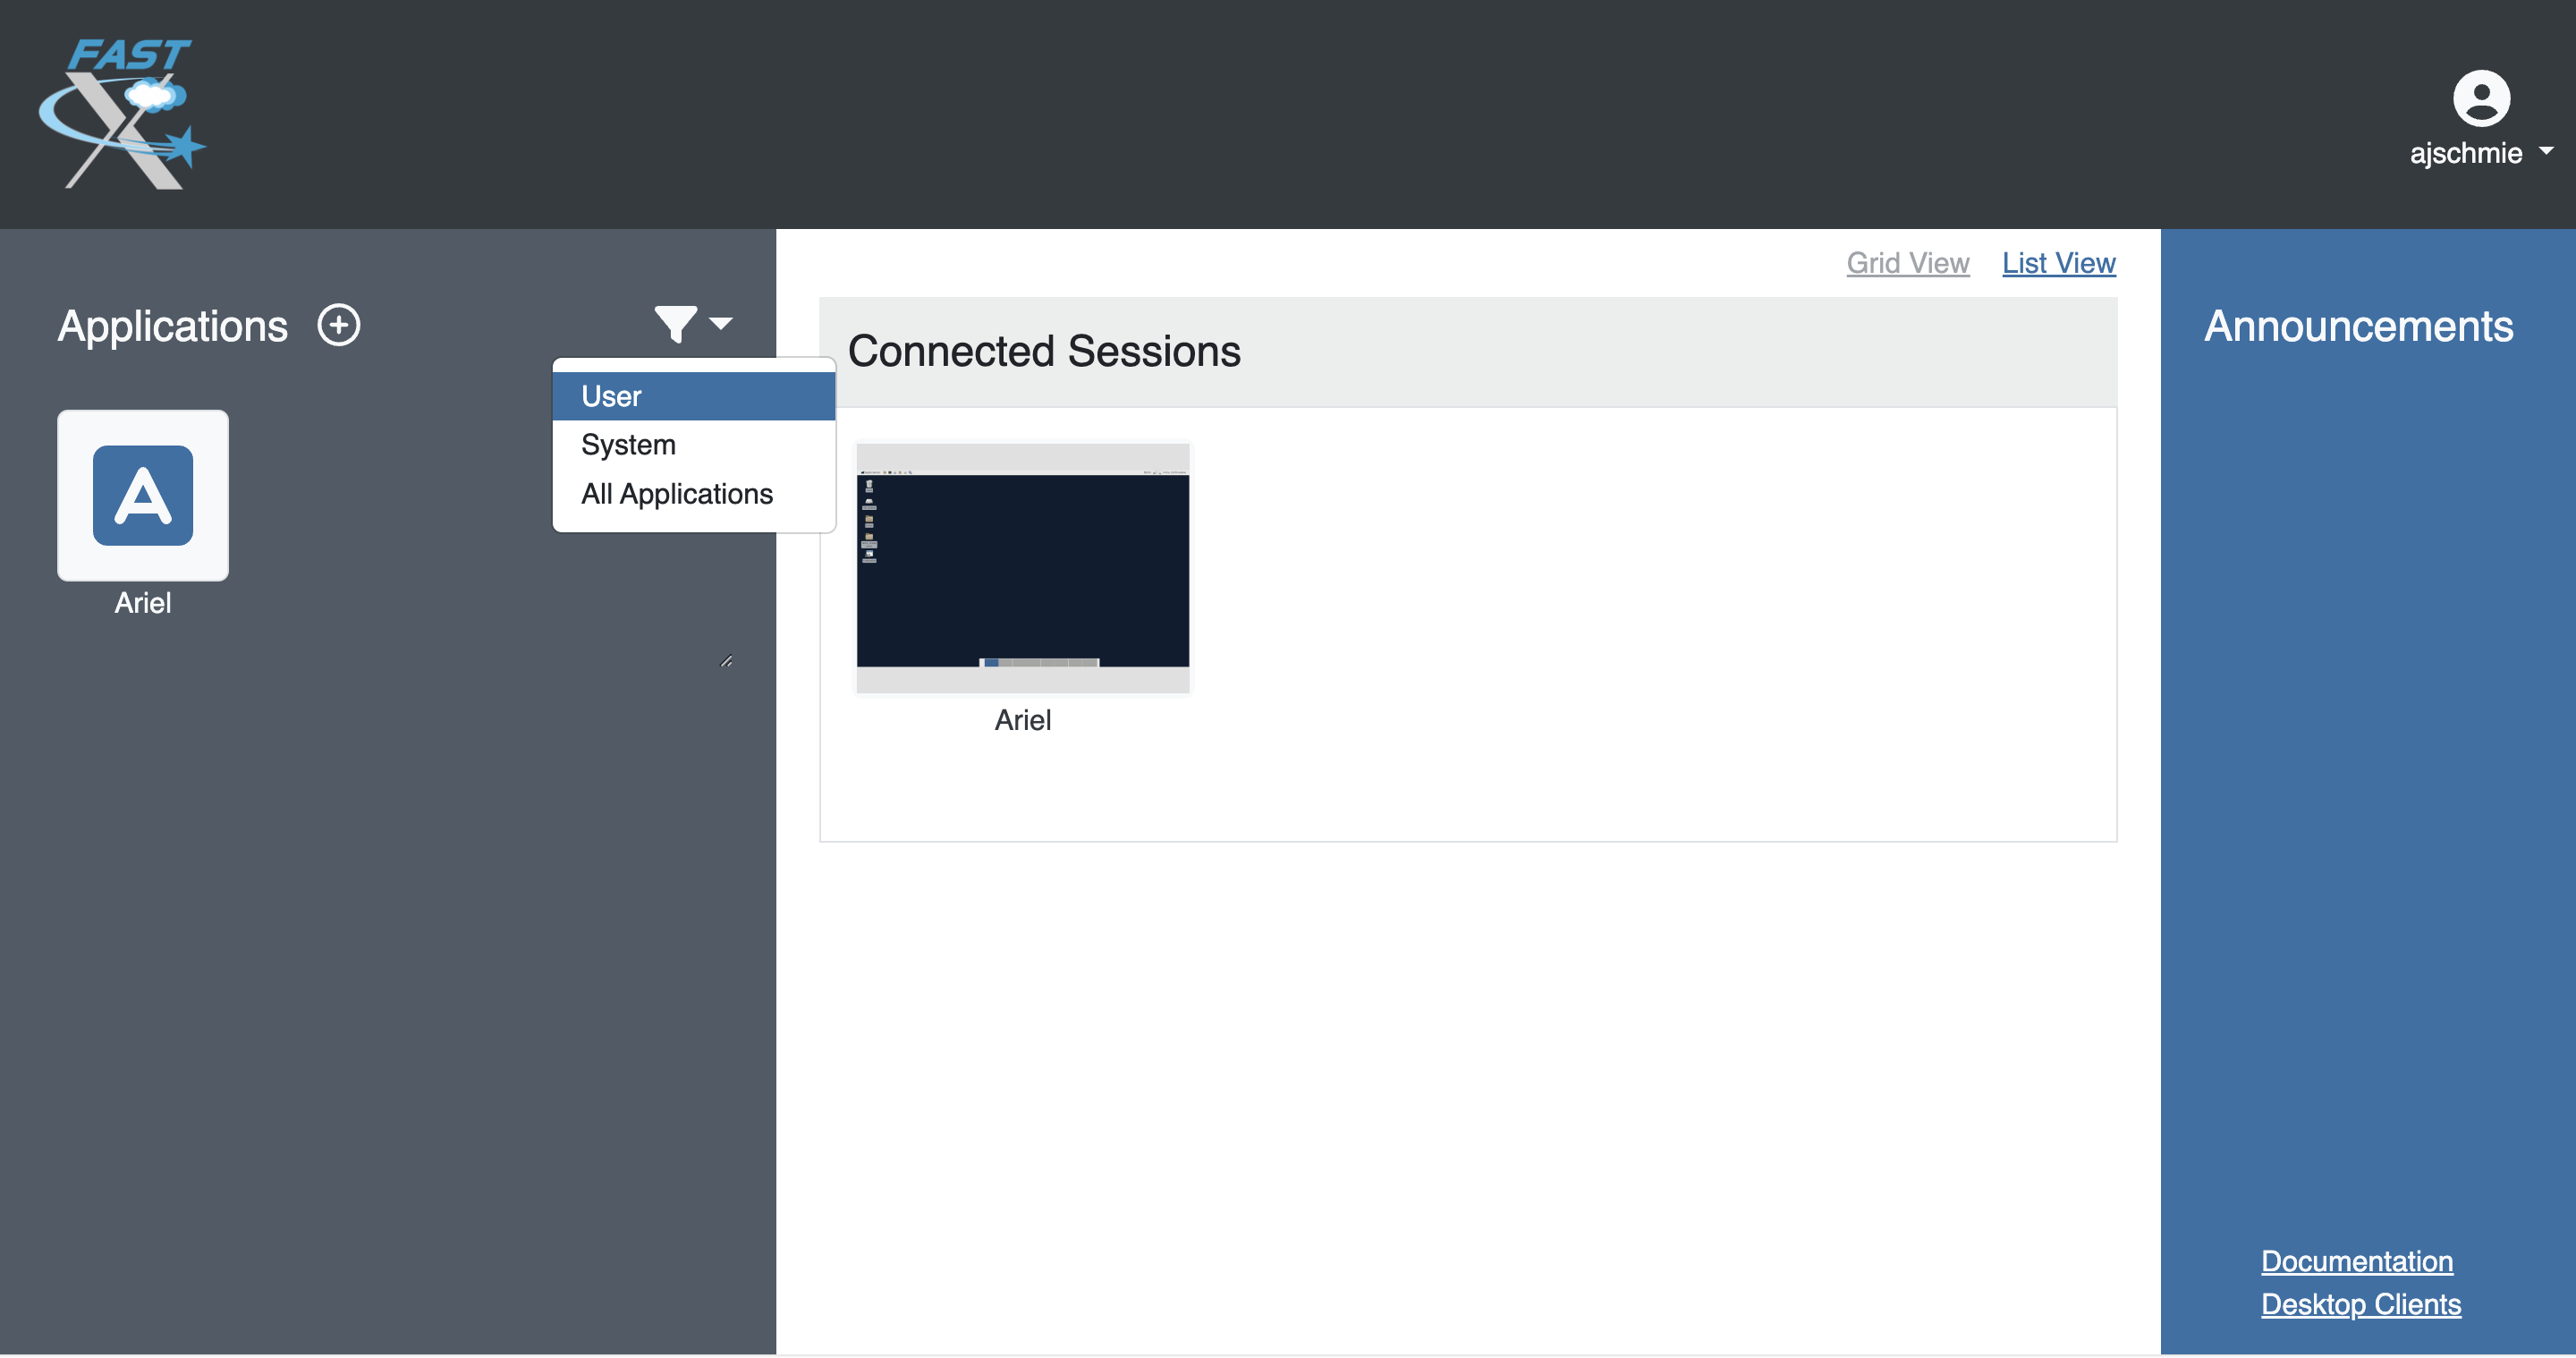 FAST
X
ajschmie
Grid View List View
Applications
Connected Sessions
Announcements
User
System
All Applications
A
Ariel
Ariel
Documentation
Desktop Clients